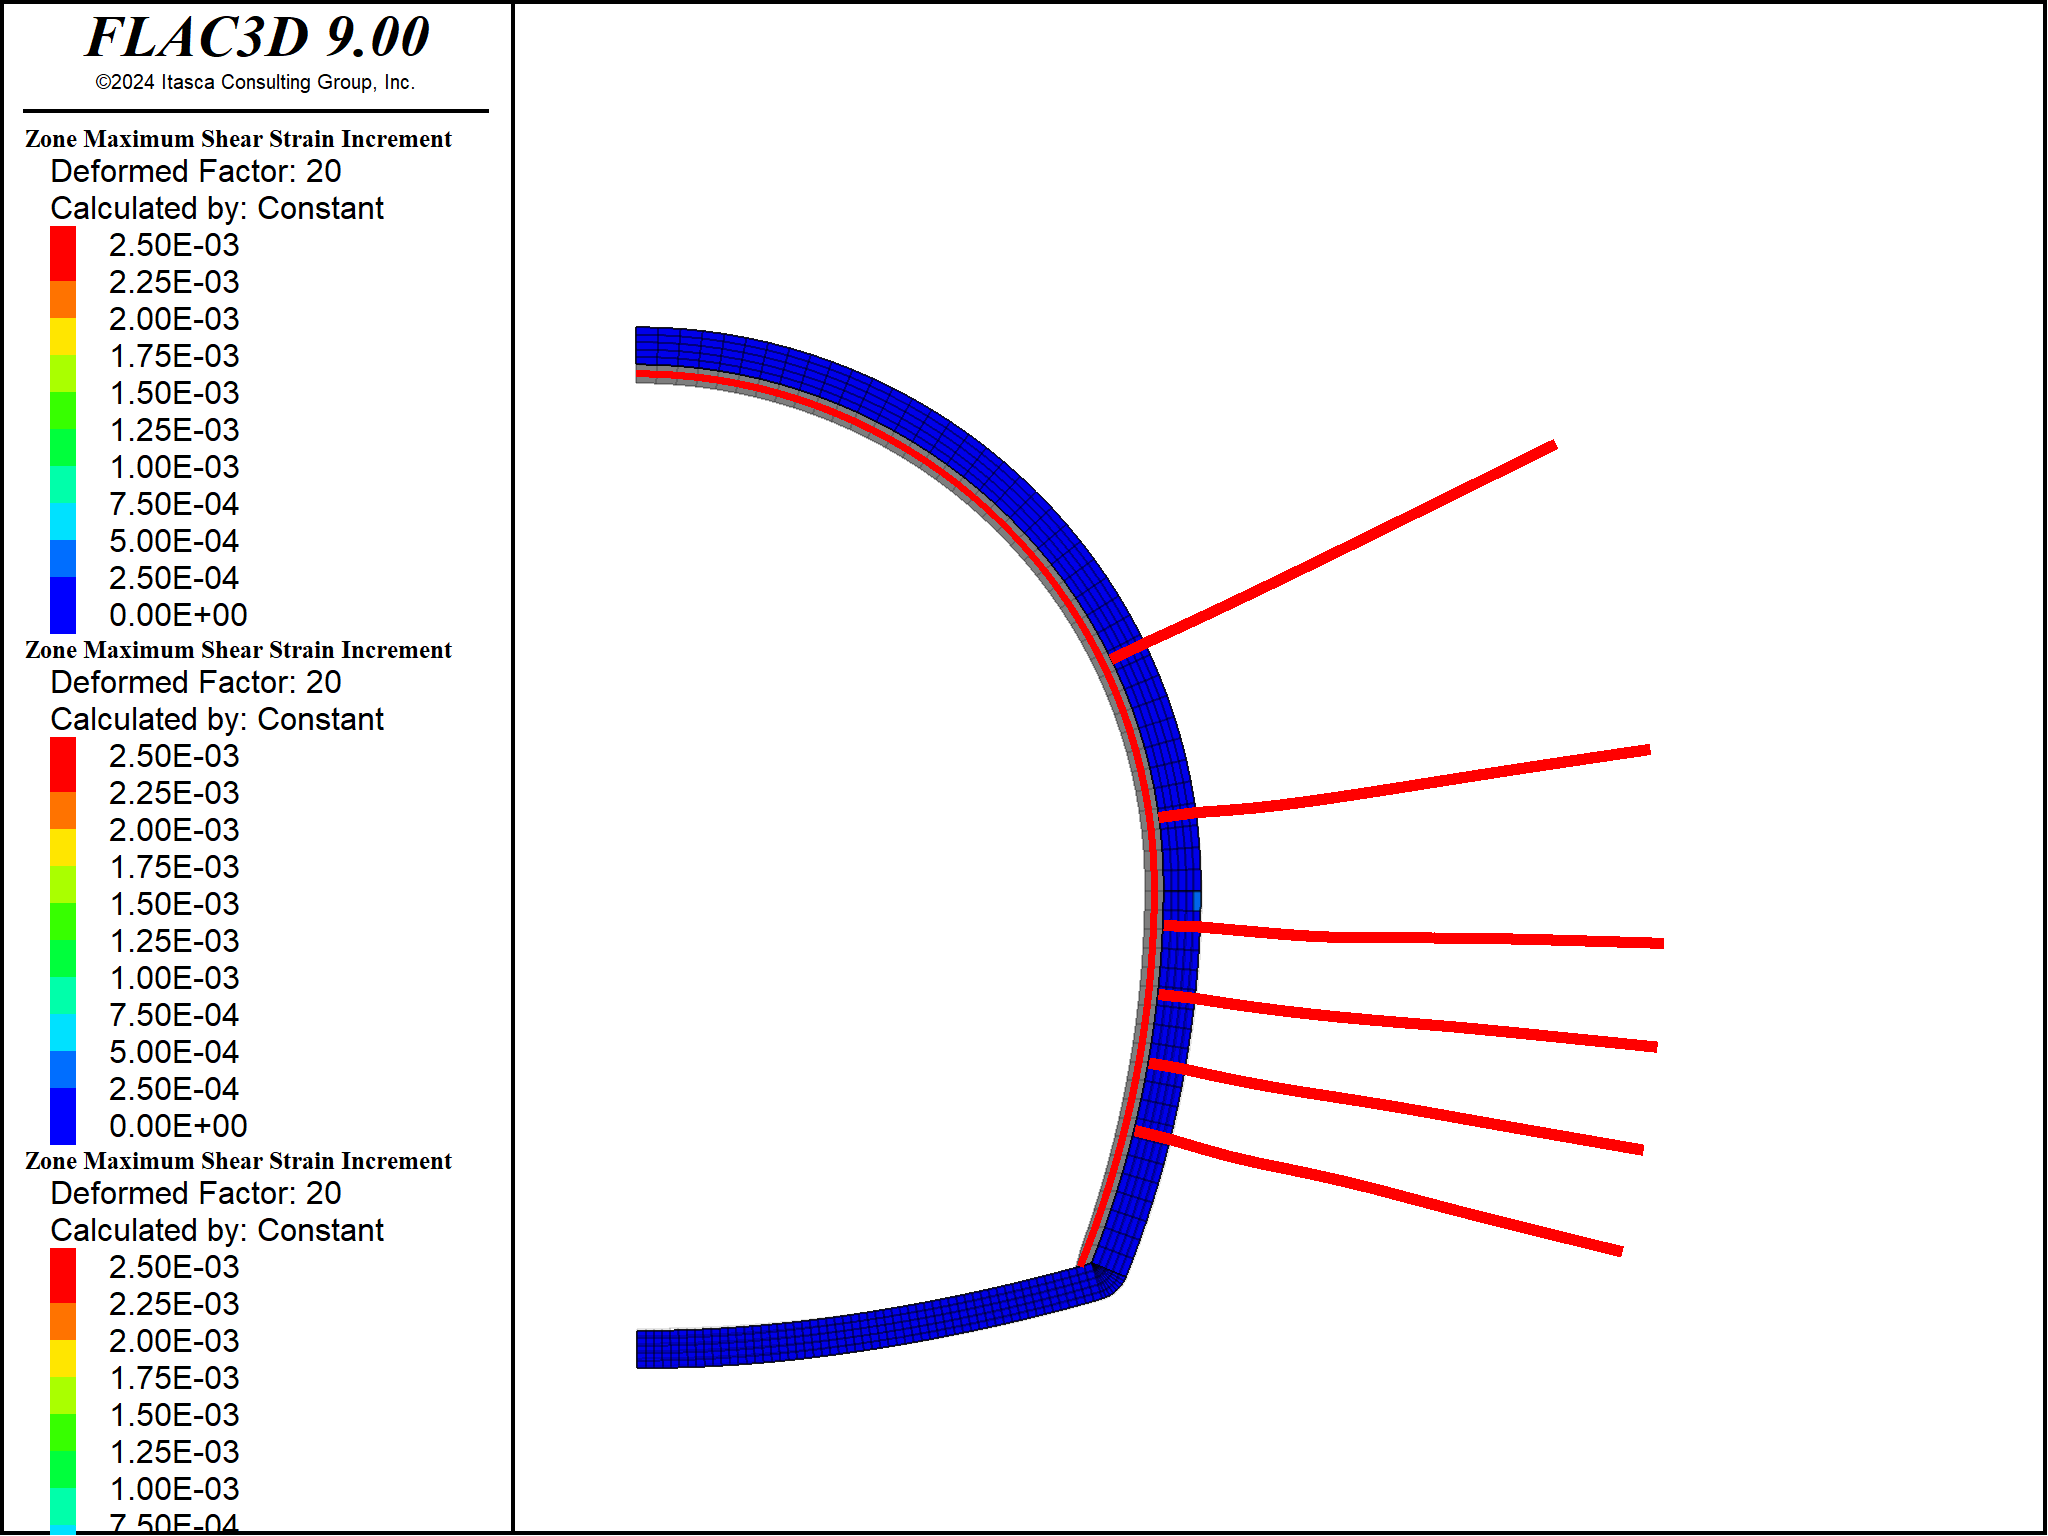 FLAC3D 9.00
©2024 Itasca Consulting Group, Inc.
Zone Maximum Shear Strain Increment
Deformed Factor: 20
Calculated by: Constant
2.50E-03
2.25E-03
2.00E-03
1.75E-03
1.50E-03
1.25E-03
1.00E-03
7.50E-04
5.00E-04
2.50E-04
0.00E+00
Zone Maximum Shear Strain Increment
Deformed Factor: 20
Calculated by: Constant
2.50E-03
2.25E-03
2.00E-03
1.75E-03
1.50E-03
1.25E-03
1.00E-03
7.50E-04
5.00E-04
2.50E-04
0.00E+00
Zone Maximum Shear Strain Increment
Deformed Factor: 20
Calculated by: Constant
2.50E-03
2.25E-03
2.00E-03
1.75E-03
1.50E-03
1.25E-03
1.00E-03
7.50E-04